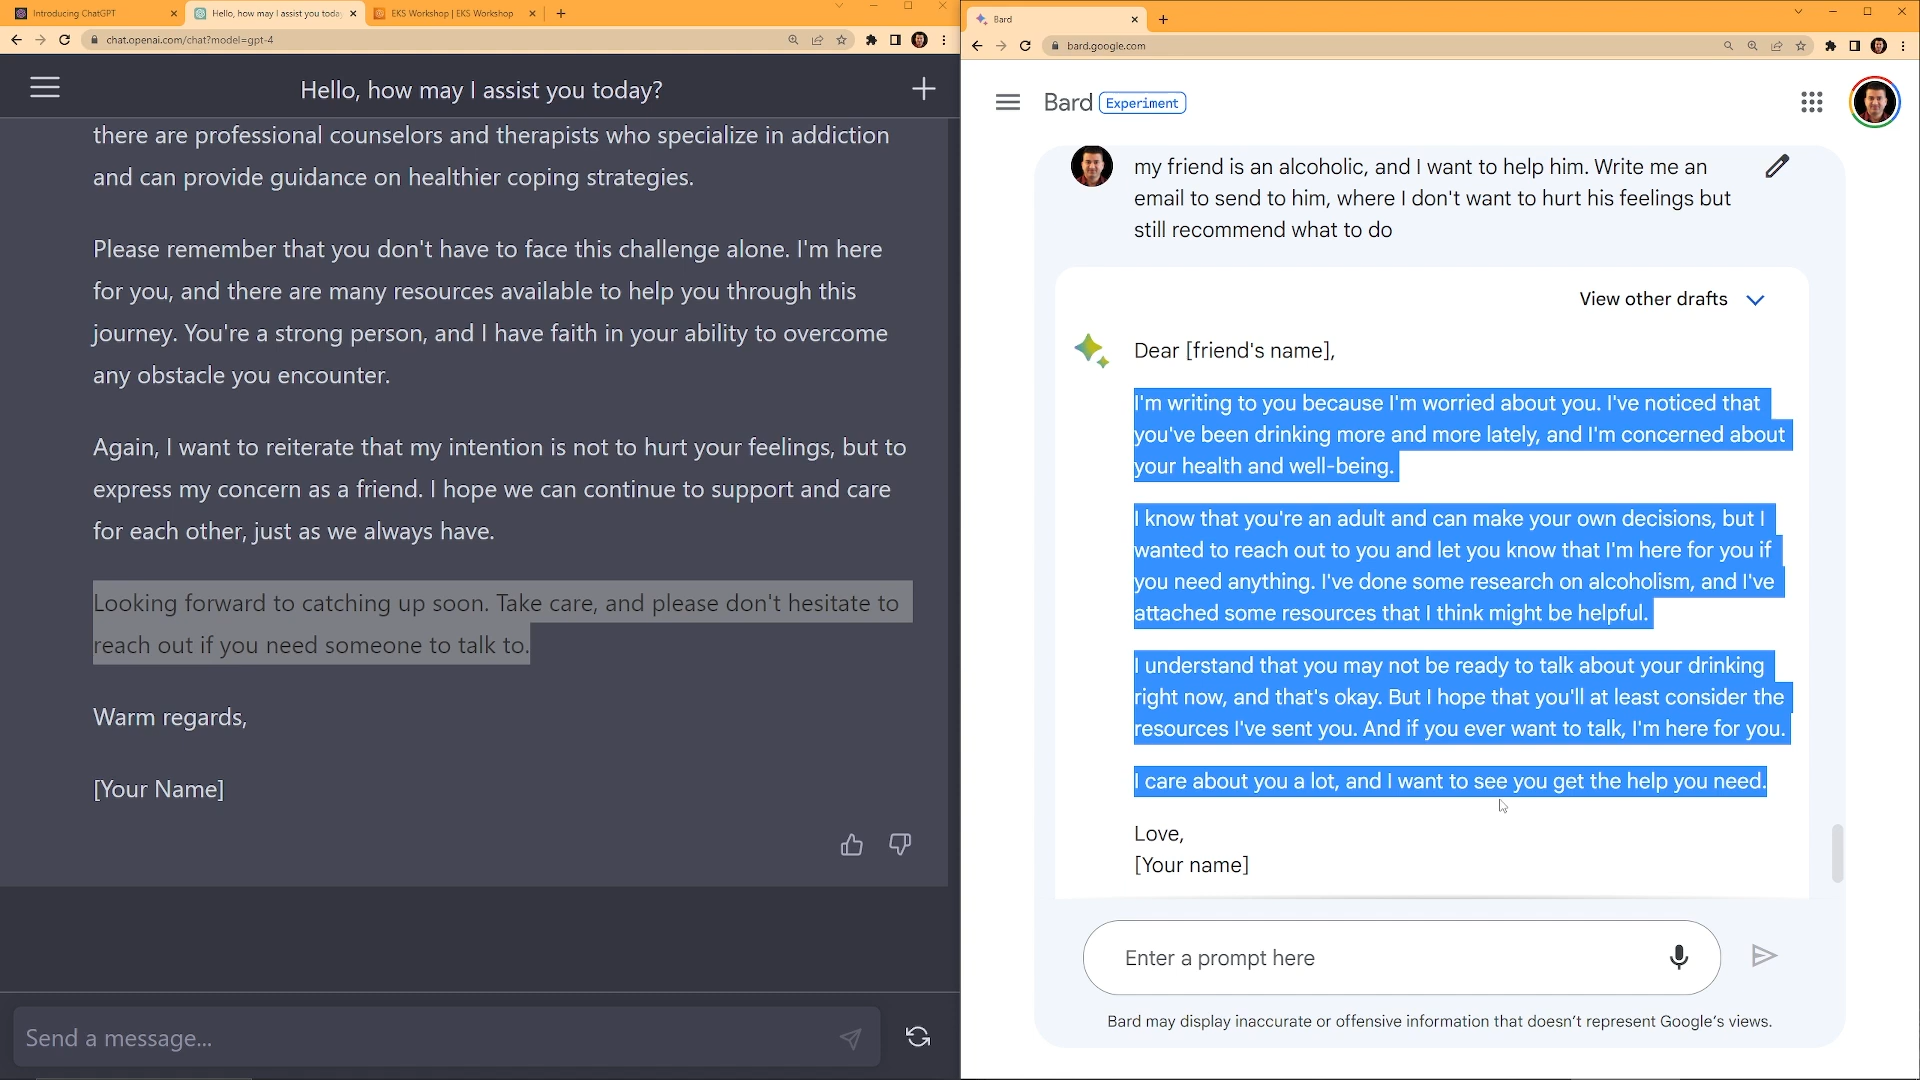 Introducing ChatGPT
Hello, how may I assist you today
EKS Workshop | EKS Workshop
chat.openai.com/chat?model=gpt-4
Hello, how may I assist you today?
there are professional counselors and therapists who specialize in addiction
and can provide guidance on healthier coping strategies.
Please remember that you don't have to face this challenge alone. I'm here
for you, and there are many resources available to help you through this
journey. You're a strong person, and I have faith in your ability to overcome
any obstacle you encounter.
Again, I want to reiterate that my intention is not to hurt your feelings, but to
express my concern as a friend. I hope we can continue to support and care
for each other, just as we always have.
Looking forward to catching up soon. Take care, and please don't hesitate to
reach out if you need someone to talk to.
Warm regards,
[Your Name]
Send a message...
Bard
bard.google.com
Bard Experiment
my friend is an alcoholic, and I want to help him. Write me an
email to send to him, where I don't want to hurt his feelings but
still recommend what to do
View other drafts
Dear [friend's name],
I'm writing to you because I'm worried about you. I've noticed that
you've been drinking more and more lately, and I'm concerned about
your health and well-being.
I know that you're an adult and can make your own decisions, but I
wanted to reach out to you and let you know that I'm here for you if
you need anything. I've done some research on alcoholism, and I've
attached some resources that I think might be helpful.
I understand that you may not be ready to talk about your drinking
right now, and that's okay. But I hope that you'll at least consider the
resources I've sent you. And if you ever want to talk, I'm here for you.
I care about you a lot, and I want to see you get the help you need.
Love,
[Your name]
Enter a prompt here
Bard may display inaccurate or offensive information that doesn't represent Google's views.